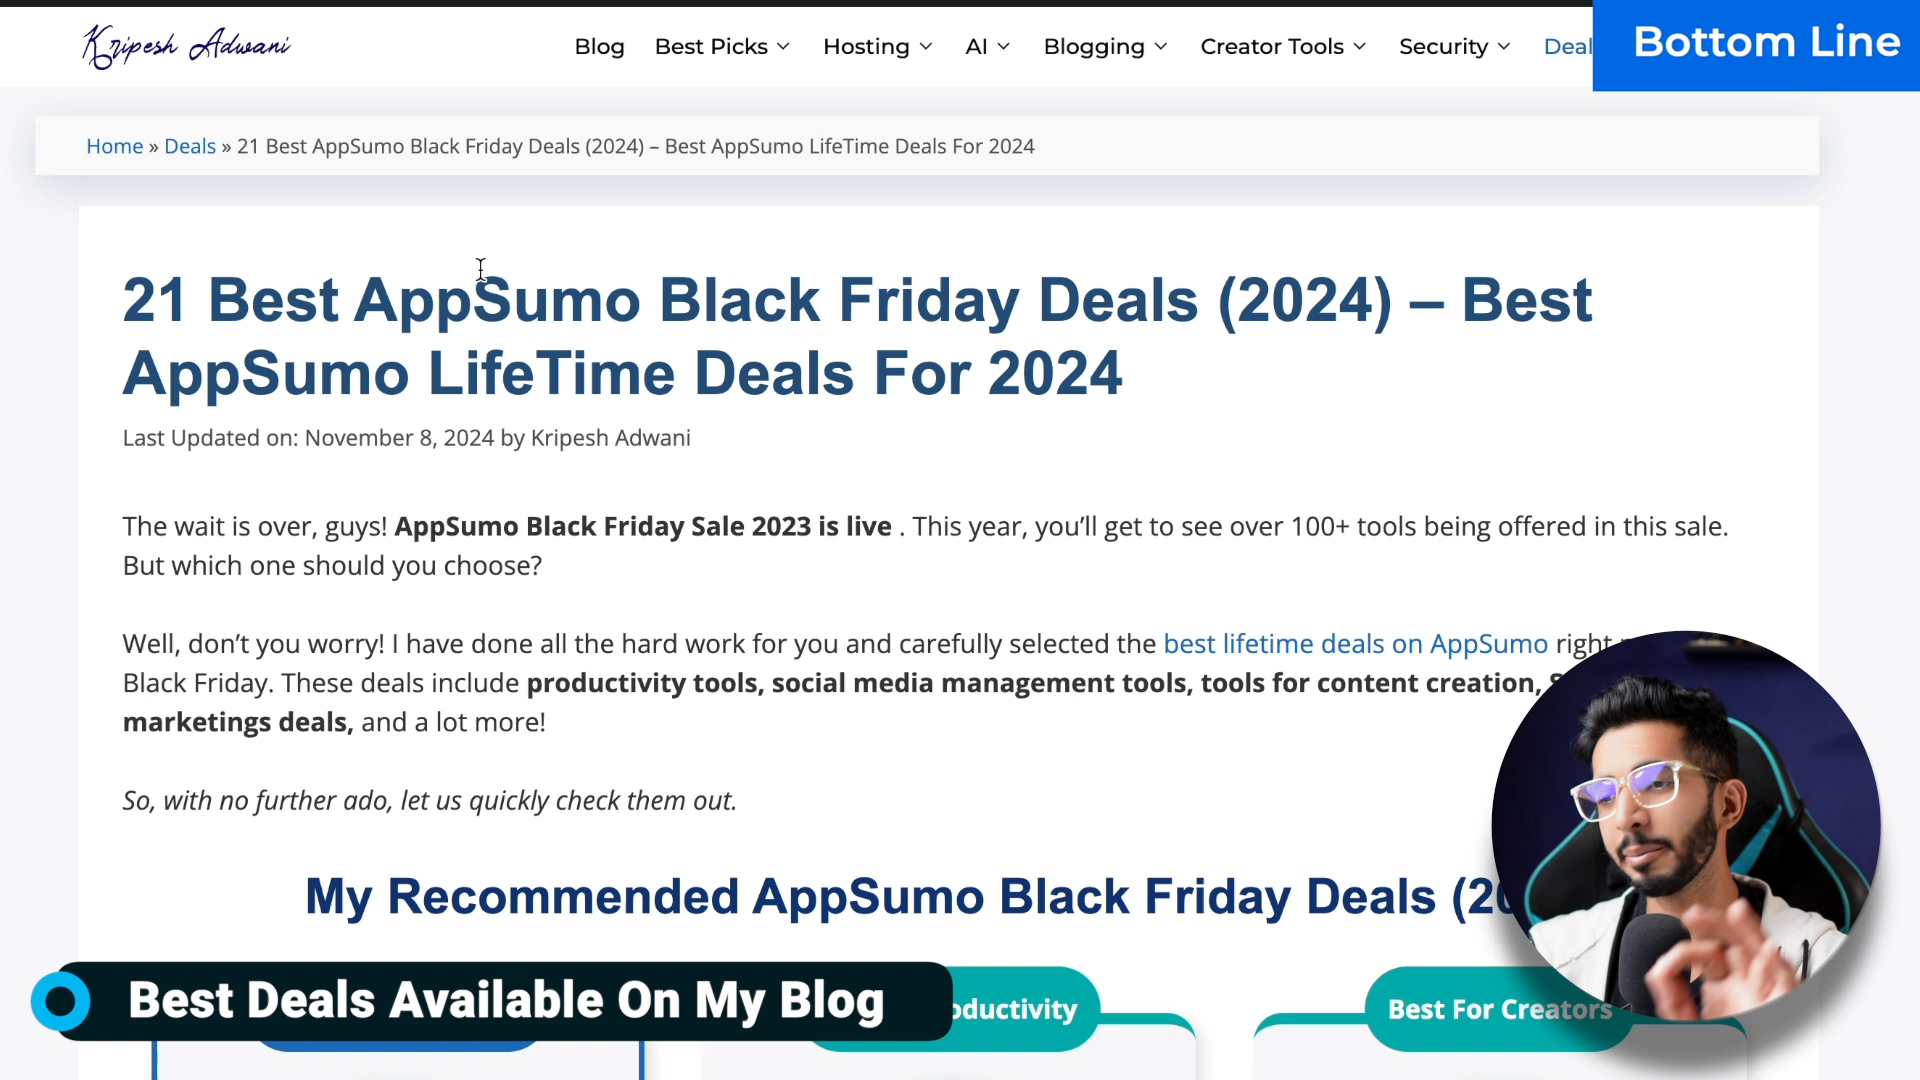 Kripesh Adwani
Blog Best Picks Hosting AI Blogging Creator Tools Security Deal
Bottom Line
Home » Deals » 21 Best AppSumo Black Friday Deals (2024) – Best AppSumo LifeTime Deals For 2024
21 Best AppSumo Black Friday Deals (2024) – Best
AppSumo LifeTime Deals For 2024
Last Updated on: November 8, 2024 by Kripesh Adwani
The wait is over, guys! AppSumo Black Friday Sale 2023 is live . This year, you’ll get to see over 100+ tools being offered in this sale.
But which one should you choose?
Well, don’t you worry! I have done all the hard work for you and carefully selected the best lifetime deals on AppSumo right
Black Friday. These deals include productivity tools, social media management tools, tools for content creation,
marketings deals, and a lot more!
So, with no further ado, let us quickly check them out.
My Recommended AppSumo Black Friday Deals (20
Best Deals Available On My Blog
oductivity
Best For Creators